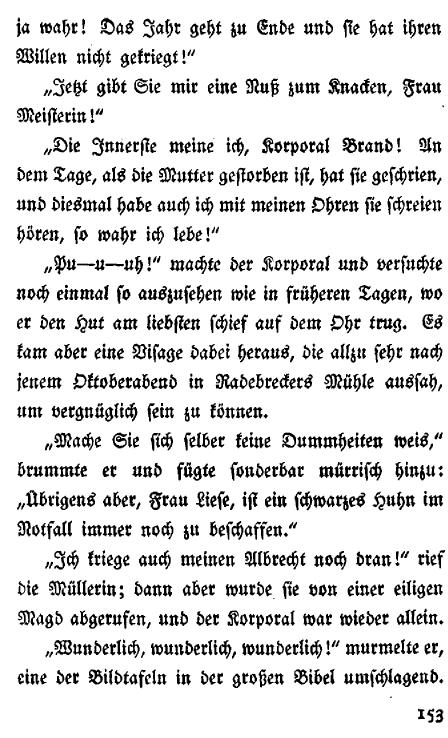 ja wahr! Das Jahr geht zu Ende und sie hat ihren
Willen nicht gekriegt!“
„Jetzt gibt Sie mir eine Nuß zum Knacken, Frau
Meisterin!“
„Die Innerste meine ich, Korporal Brand! An
dem Tage, als die Mutter gestorben ist, hat sie geschrien,
und diesmal habe auch ich mit meinen Ohren sie schreien
hören, so wahr ich lebe!“
„Pu—u—uh!“ machte der Korporal und versuchte
noch einmal so auszusehen wie in früheren Tagen, wo
er den Hut am liebsten schief auf dem Ohr trug. Es
kam aber eine Visage dabei heraus, die allzu sehr nach
jenem Oktoberabend in Radebreckers Mühle aussah,
um vergnüglich sein zu können.
„Mache Sie sich selber keine Dummheiten weis,“
brummte er und fügte sonderbar mürrisch hinzu:
„Übrigens aber, Frau Liese, ist ein schwarzes Huhn im
Notfall immer noch zu beschaffen.“
„Ich kriege auch meinen Albrecht noch dran!“ rief
die Müllerin; dann aber wurde sie von einer eiligen
Magd abgerufen, und der Korporal war wieder allein.
„Wunderlich, wunderlich, wunderlich!“ murmelte er,
eine der Bildtafeln in der großen Bibel umschlagend.
153